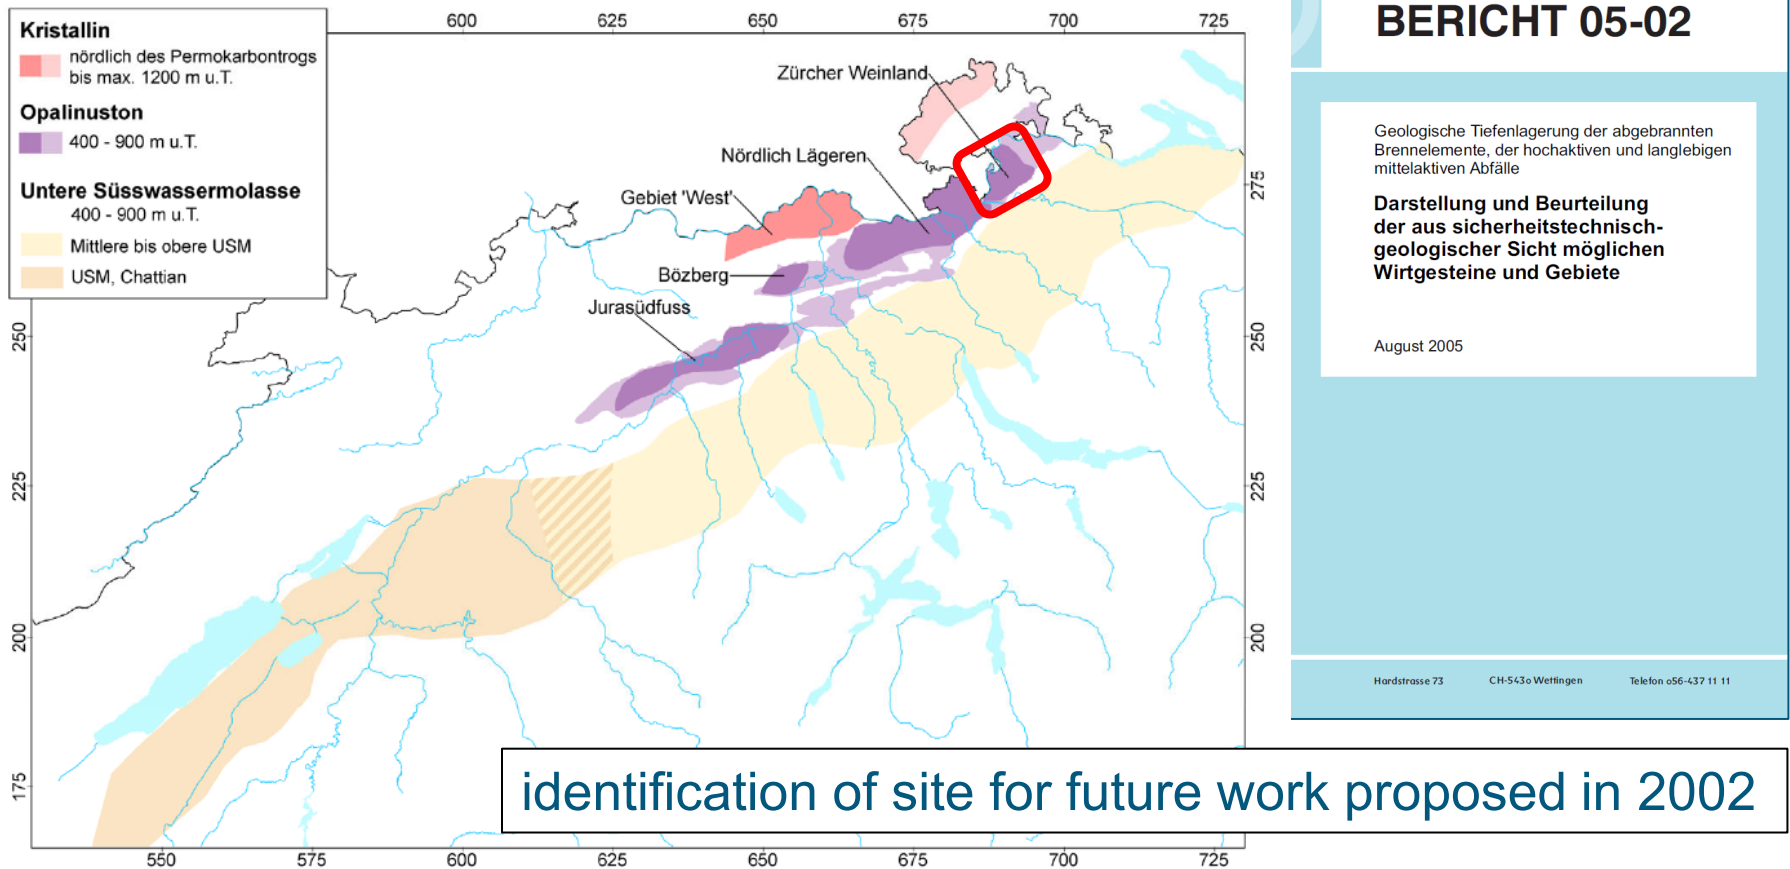 Kristallin
nördlich des Permokarbontrogs
bis max. 1200 m u.T.
Opalinuston
400 - 900 m u.T.
Untere Süsswassermolasse
400 - 900 m u.T.
Mittlere bis obere USM
USM, Chattian
600 625 650 675 700 725
Zürcher Weinland
Nördlich Lägeren
Gebiet 'West'
Bözberg
Jurasüdfuss
275
250 250
225 225
200 200
175
550 575 600 625 650 675 700 725
BERICHT 05-02
Geologische Tiefenlagerung der abgebrannten
Brennelemente, der hochaktiven und langlebigen
mittelaktiven Abfälle
Darstellung und Beurteilung
der aus sicherheitstechnisch-
geologischer Sicht möglichen
Wirtgesteine und Gebiete
August 2005
Hardstrasse 73 CH-5430 Wettingen Telefon 056-437 11 11
identification of site for future work proposed in 2002